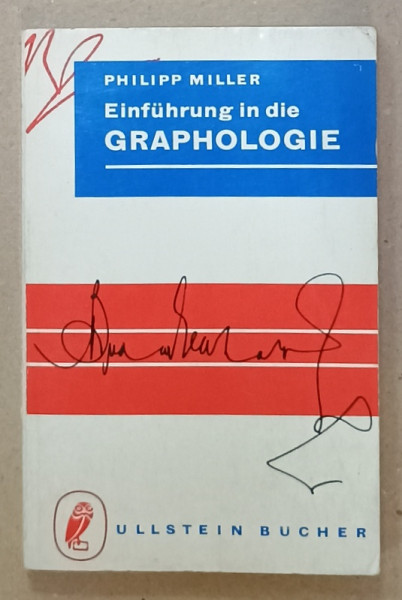 PHILIPP MILLER
Einführung in die
GRAPHOLOGIE
ULLSTEIN BUCHER